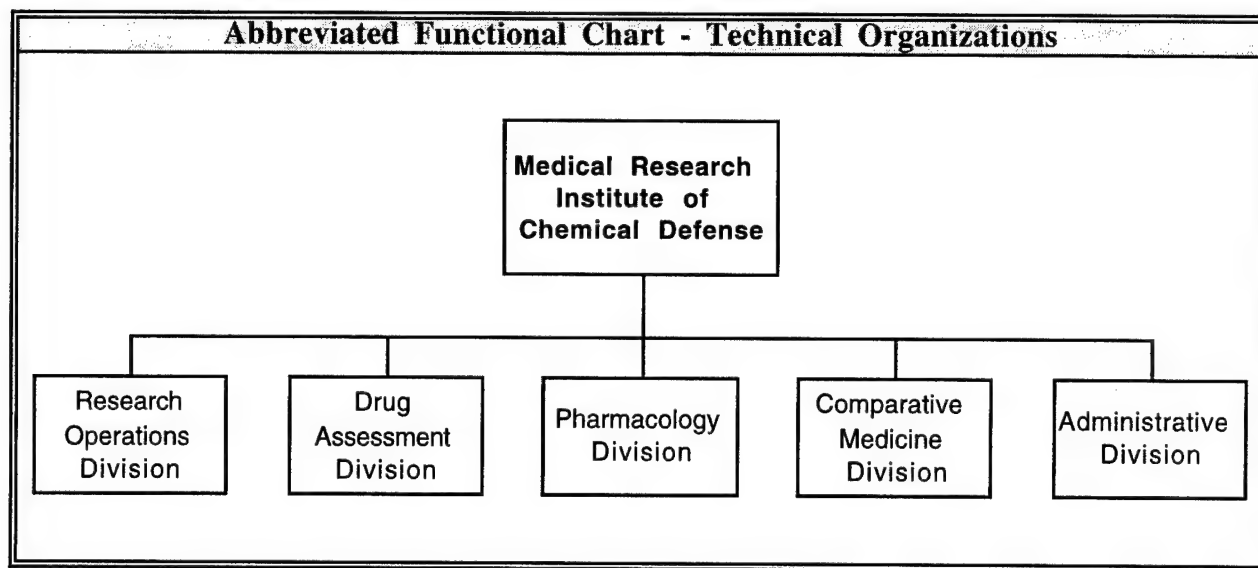 Abbreviated Functional Chart - Technical Organizations
Medical Research
Institute of
Chemical Defense
Research
Operations
Division
Drug
Assessment
Division
Pharmacology
Division
Comparative
Medicine
Division
Administrative
Division